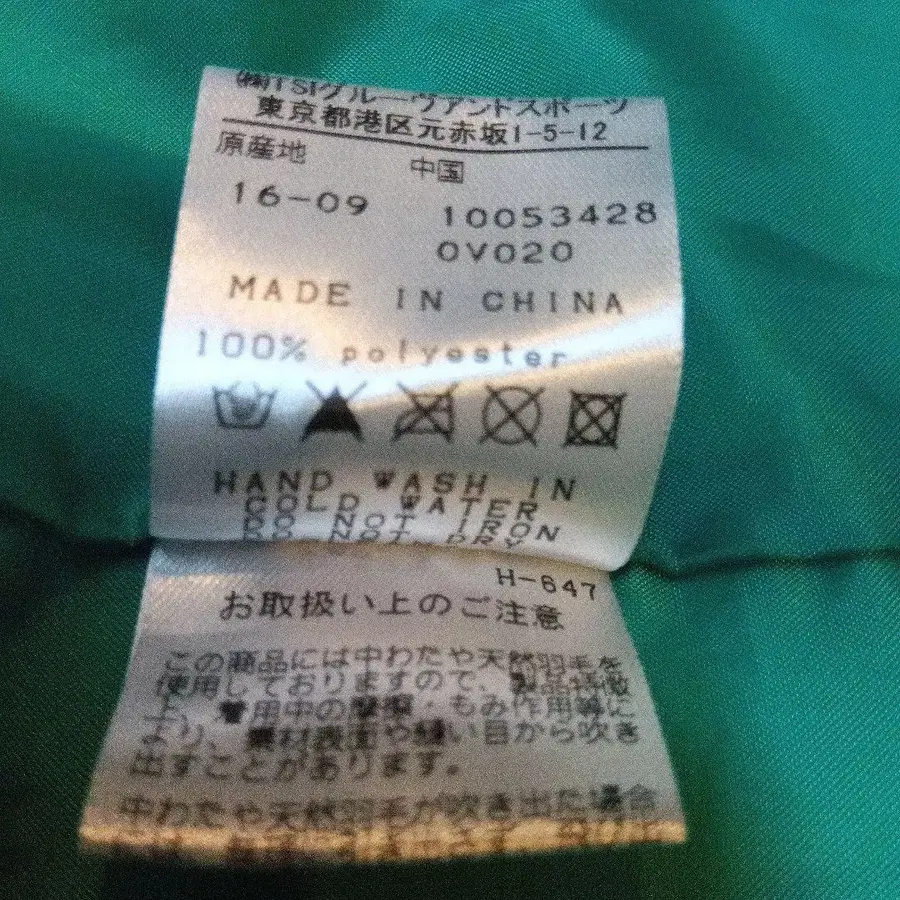 (株)TSIグルーヴアンドスポーツ
東京都港区元赤坂1-5-12
原産地 中国
16-09 10053428
0V020
MADE IN CHINA
100% polyester
HAND WASH IN
COLD WATER
DO NOT IRON
DO NOT DRY
H-647
お取扱い上のご注意
この商品には中わたや天然羽毛を
使用しておりますので、製品特徴
上、着用中の摩擦・もみ作用等に
より、素材表面や縫い目から吹き
出すことがあります。
中わたや天然羽毛が吹き出た場合